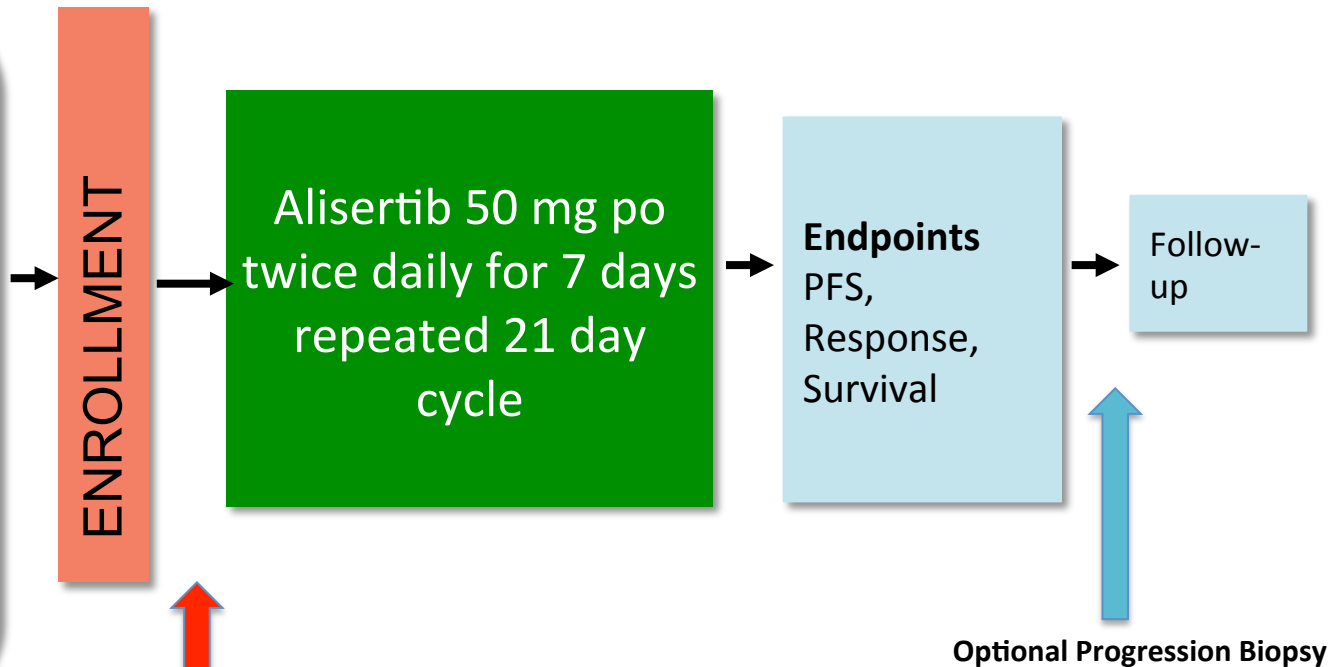 ENROLLMENT
Alisertib 50 mg po
twice daily for 7 days
repeated 21 day
cycle
Endpoints
PFS,
Response,
Survival
Follow-
up
Optional Progression Biopsy